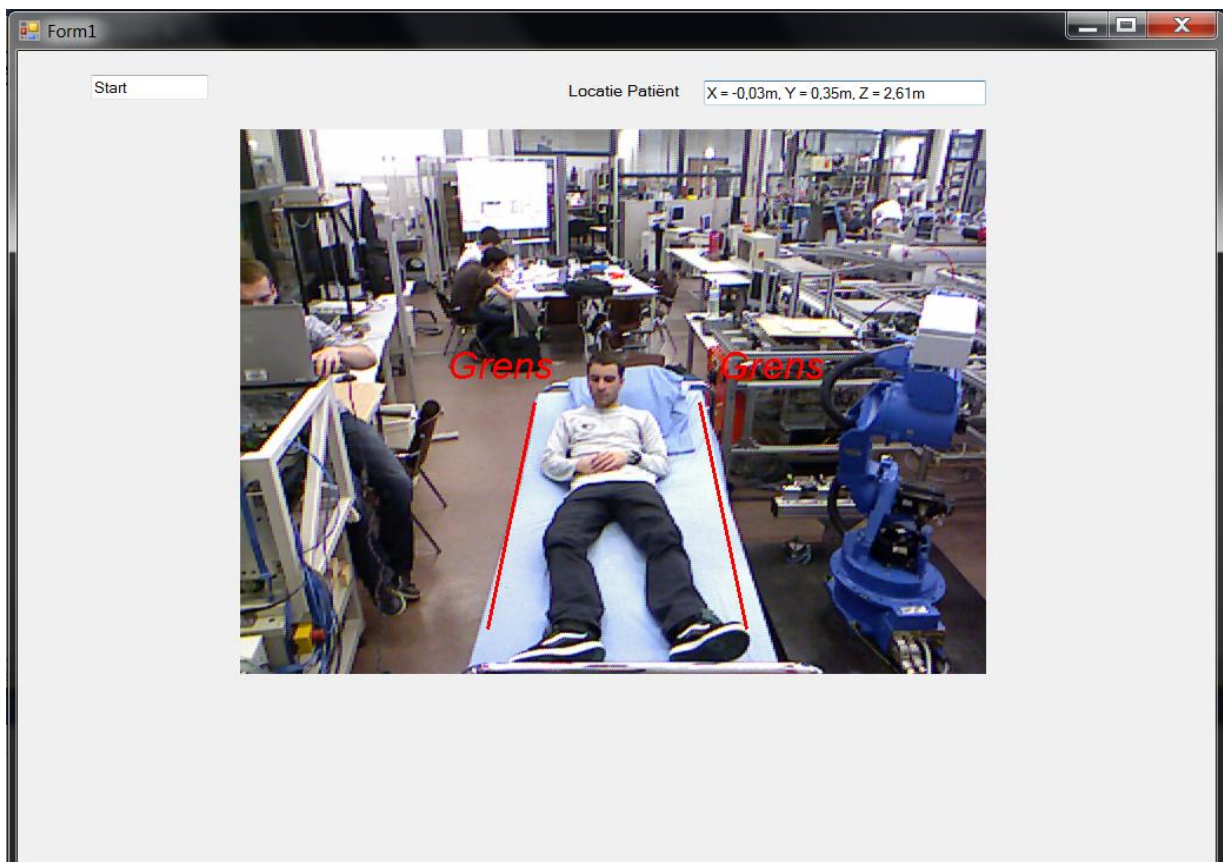 Form1
Start
Locatie Patiënt
X = -0,03m, Y = 0,35m, Z = 2,61m
Grens
Grens